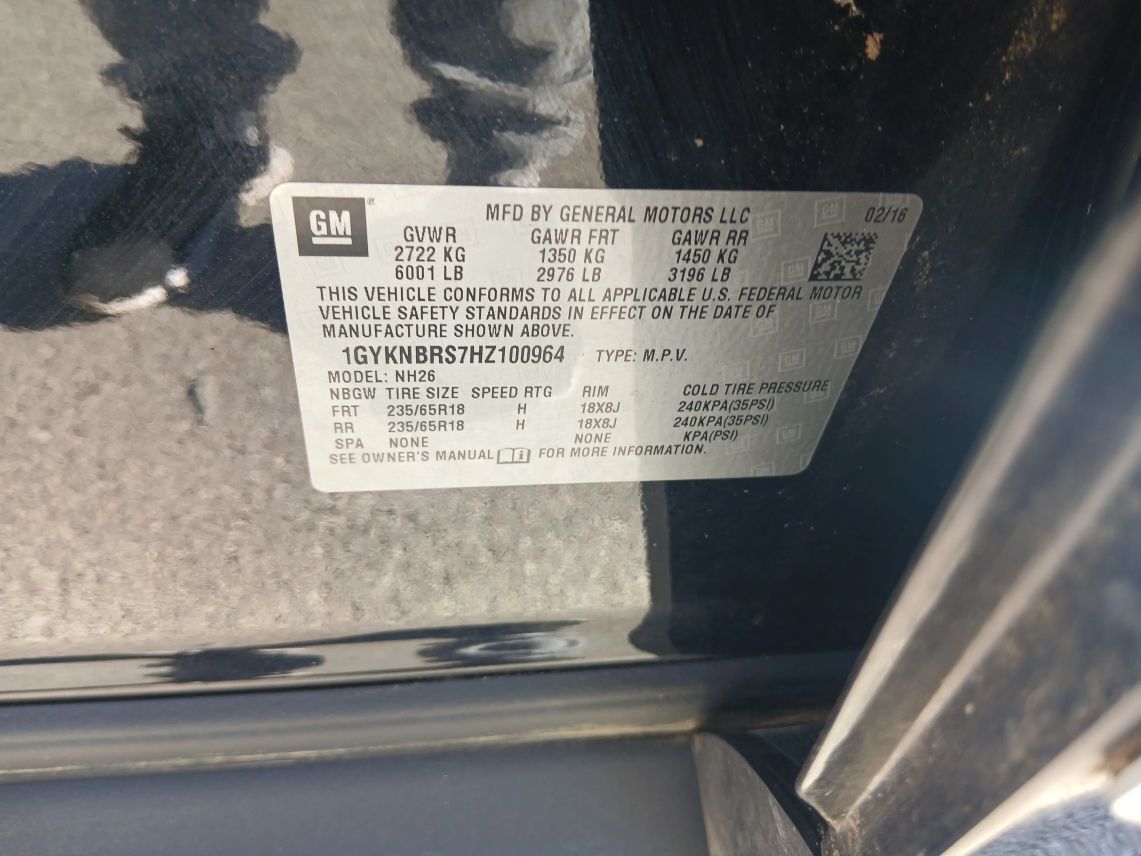 GM ®
MFD BY GENERAL MOTORS LLC 02/16
GVWR GAWR FRT GAWR RR
2722 KG 1350 KG 1450 KG
6001 LB 2976 LB 3196 LB
THIS VEHICLE CONFORMS TO ALL APPLICABLE U.S. FEDERAL MOTOR
VEHICLE SAFETY STANDARDS IN EFFECT ON THE DATE OF
MANUFACTURE SHOWN ABOVE.
1GYKNBRS7HZ100964 TYPE: M.P.V.
MODEL: NH26
NBGW TIRE SIZE SPEED RTG RIM COLD TIRE PRESSURE
FRT 235/65R18 H 18X8J 240KPA(35PSI)
RR 235/65R18 H 18X8J 240KPA(35PSI)
SPA NONE NONE KPA(PSI)
SEE OWNER'S MANUAL FOR MORE INFORMATION.